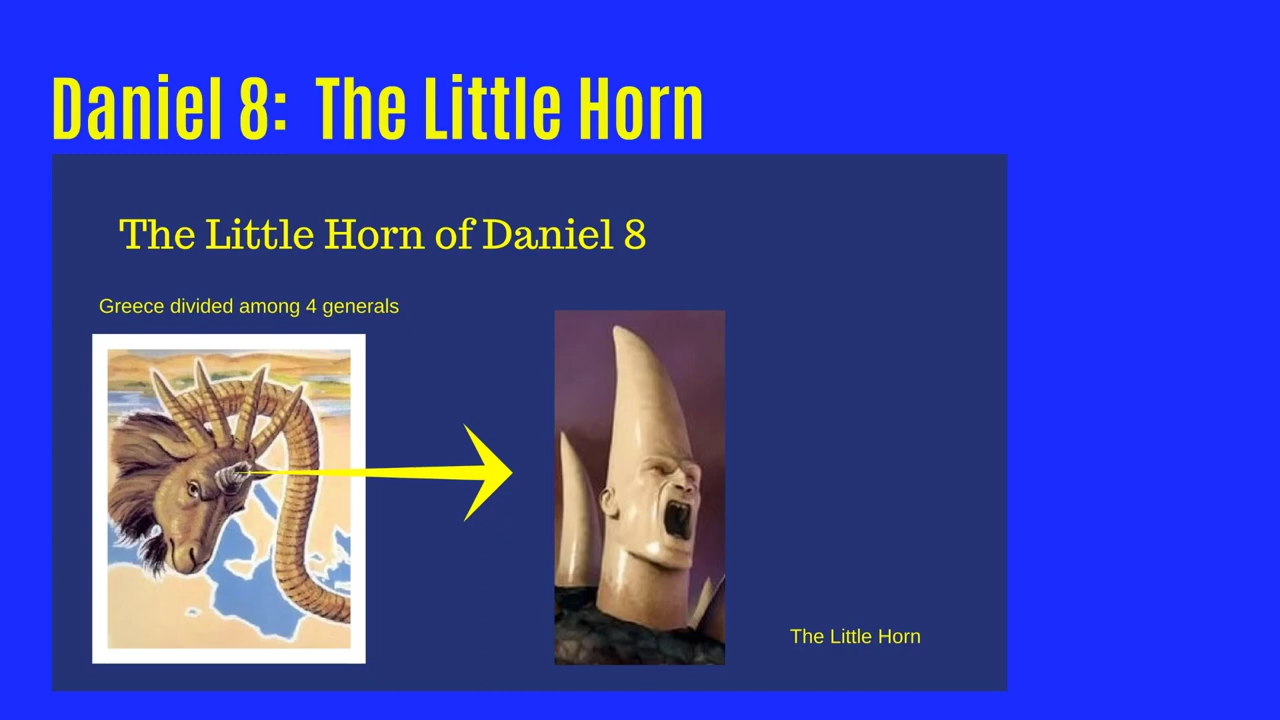 Daniel 8: The Little Horn
The Little Horn of Daniel 8
Greece divided among 4 generals
The Little Horn